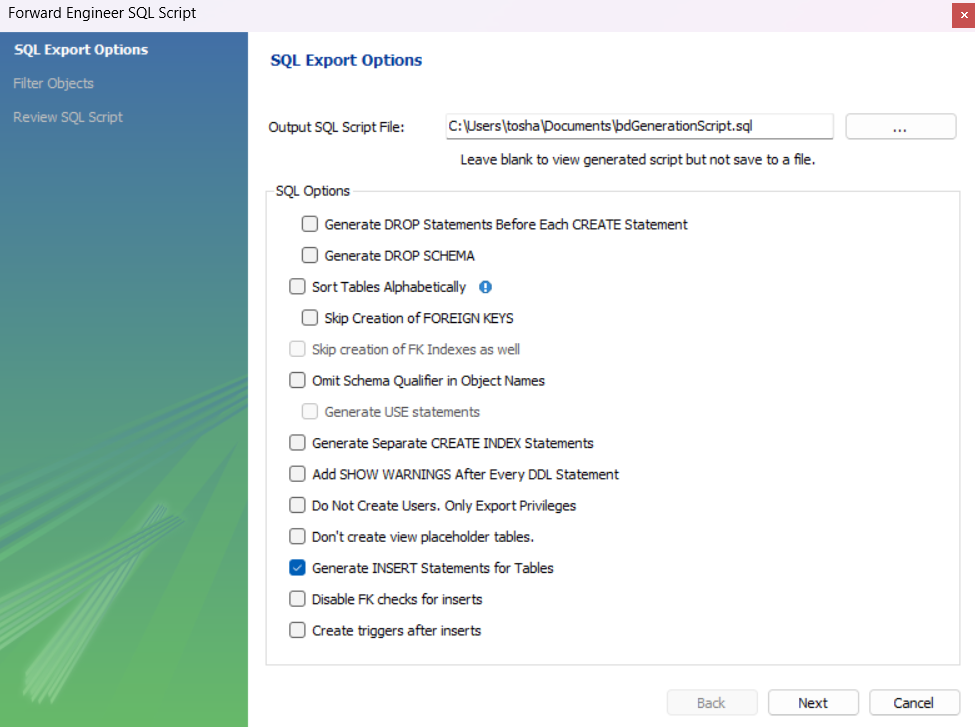 Forward Engineer SQL Script
SQL Export Options
Filter Objects
Review SQL Script
SQL Export Options
Output SQL Script File: C:\Users\tosha\Documents\bdGenerationScript.sql ...
Leave blank to view generated script but not save to a file.
SQL Options
Generate DROP Statements Before Each CREATE Statement
Generate DROP SCHEMA
Sort Tables Alphabetically
Skip Creation of FOREIGN KEYS
Skip creation of FK Indexes as well
Omit Schema Qualifier in Object Names
Generate USE statements
Generate Separate CREATE INDEX Statements
Add SHOW WARNINGS After Every DDL Statement
Do Not Create Users. Only Export Privileges
Don't create view placeholder tables.
Generate INSERT Statements for Tables
Disable FK checks for inserts
Create triggers after inserts
Back Next Cancel